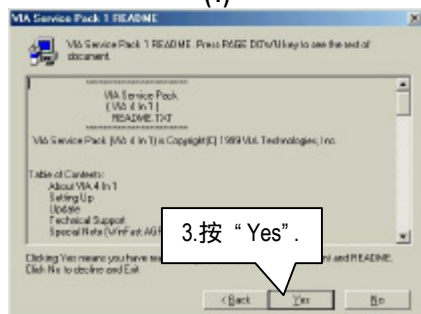 VIA Service Pack 1 README
VIA Service Pack 1 README. Press PAGE DOWN key to see the rest of
document
VIA Service Pack
( VIA 4 In 1 )
README.TXT
VIA Service Pack (VIA 4 In 1) is Copyright(C) 1999 VIA Technologies, Inc.
Table of Contents:
About VIA 4 In 1
Setting Up
Update
Technical Support
Special Note (WinFast AG
3.按 “ Yes” .
Clicking Yes means you have and README.
Click No to decline and Exit
< Back
Yes
No